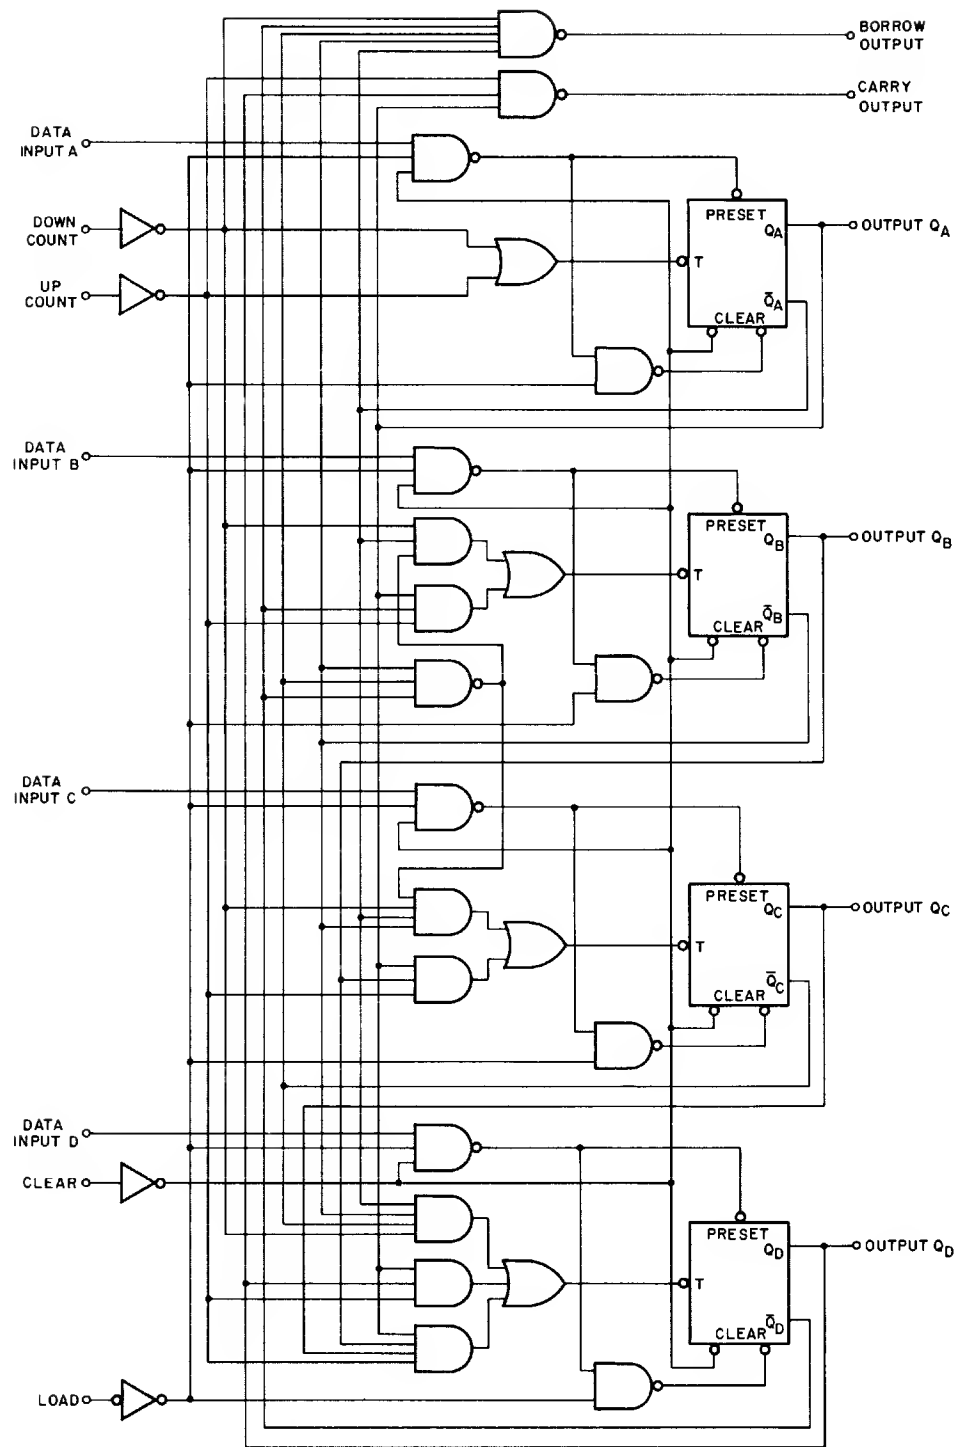 BORROW
OUTPUT
CARRY
OUTPUT
DATA
INPUT A
DOWN
COUNT
UP
COUNT
PRESET
QA
T
Q̄A
CLEAR
OUTPUT QA
DATA
INPUT B
PRESET
QB
T
Q̄B
CLEAR
OUTPUT QB
DATA
INPUT C
PRESET
QC
T
Q̄C
CLEAR
OUTPUT QC
DATA
INPUT D
CLEAR
PRESET
QD
T
Q̄D
CLEAR
OUTPUT QD
LOAD